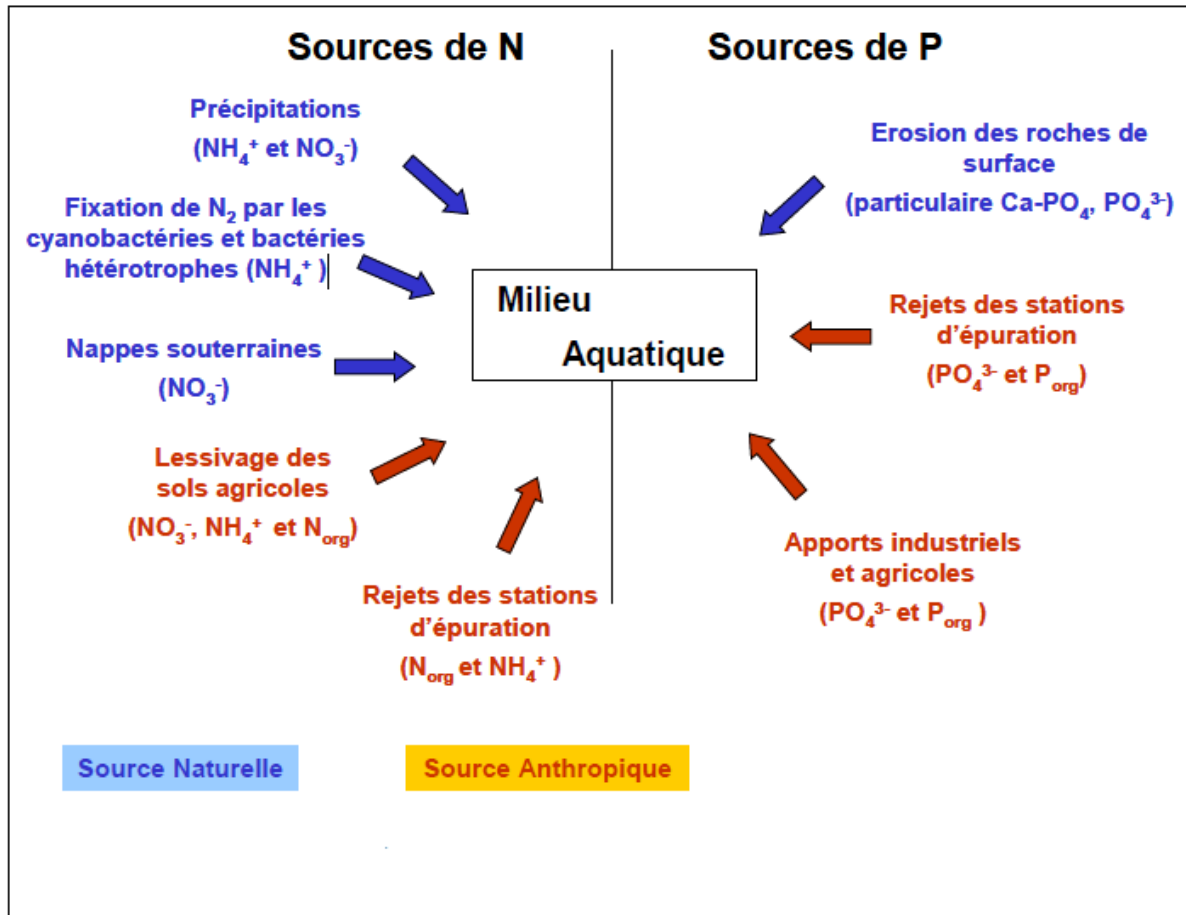 Sources de N
Sources de P
Précipitations
(NH₄⁺ et NO₃⁻)
Fixation de N₂ par les
cyanobactéries et bactéries
hétérotrophes (NH₄⁺ )
Nappes souterraines
(NO₃⁻)
Lessivage des
sols agricoles
(NO₃⁻, NH₄⁺ et Nₒᵣg)
Rejets des stations
d'épuration
(Nₒᵣg et NH₄⁺ )
Milieu
Aquatique
Erosion des roches de
surface
(particulaire Ca-PO₄, PO₄³⁻)
Rejets des stations
d'épuration
(PO₄³⁻ et Pₒᵣg)
Apports industriels
et agricoles
(PO₄³⁻ et Pₒᵣg )
Source Naturelle
Source Anthropique